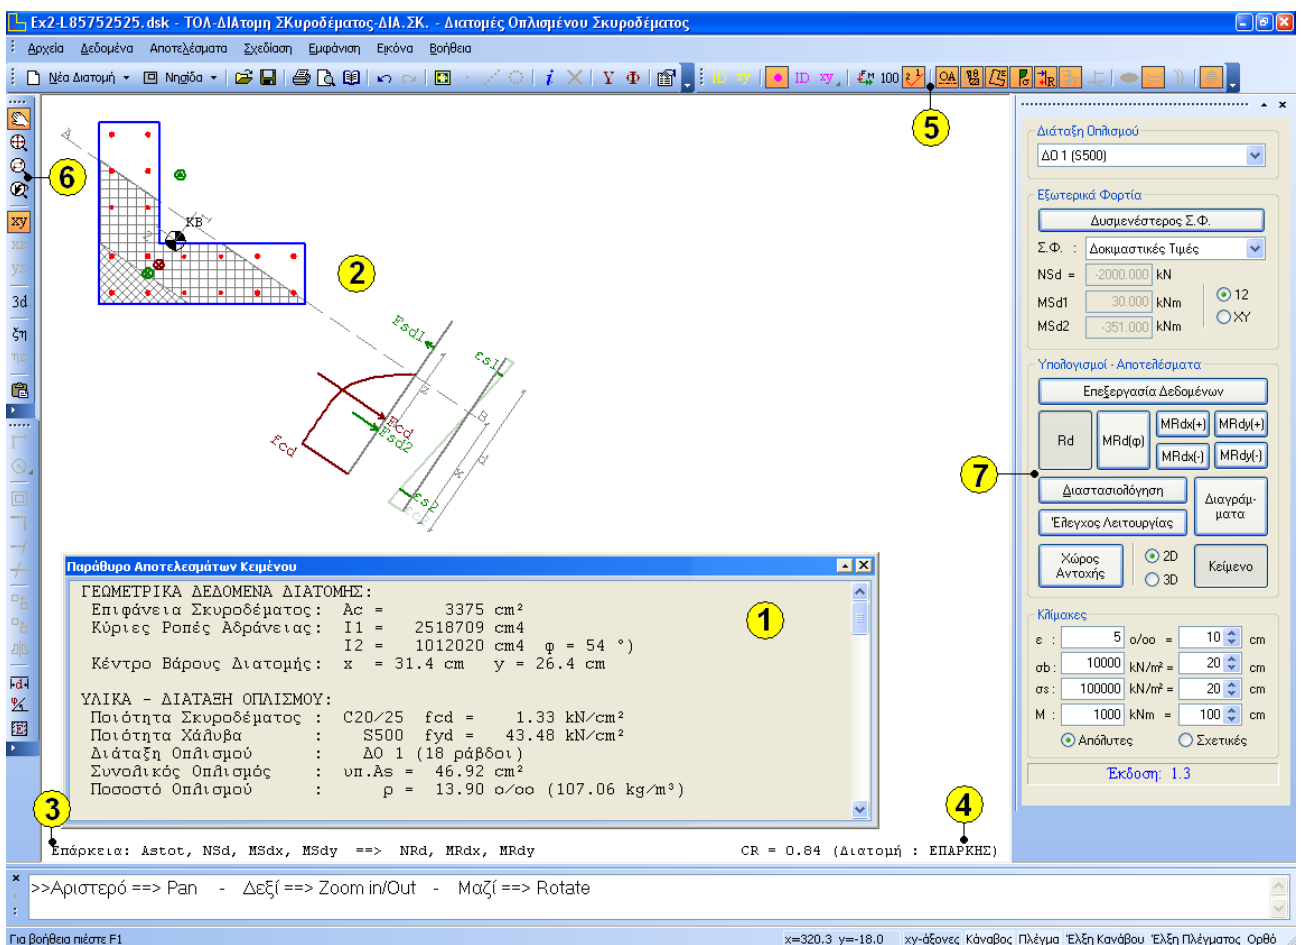 Ex2-L85752525.dsk - ΤΟΛ-ΔΙΑτομη ΣΚυροδέματος-ΔΙΑ.ΣΚ. - Διατομές Οπλισμένου Σκυροδέματος
Αρχεία Δεδομένα Αποτελέσματα Σχεδίαση Εμφάνιση Εικόνα Βοήθεια
Νέα Διατομή Νησίδα i Y Φ ID xy ID xy 100
5
6
xy
xz
yz
3d
ξη
ηz
A
KB
2
Fsd1
εs1
z
B
Fcd
Fsd2
fcd
x
d
εs2
Παράθυρο Αποτελεσμάτων Κειμένου
1
ΓΕΩΜΕΤΡΙΚΑ ΔΕΔΟΜΕΝΑ ΔΙΑΤΟΜΗΣ:
Επιφάνεια Σκυροδέματος: Ac = 3375 cm²
Κύριες Ροπές Αδράνειας: I1 = 2518709 cm4
I2 = 1012020 cm4 φ = 54 °)
Κέντρο Βάρους Διατομής: x = 31.4 cm y = 26.4 cm
ΥΛΙΚΑ - ΔΙΑΤΑΞΗ ΟΠΛΙΣΜΟΥ:
Ποιότητα Σκυροδέματος : C20/25 fcd = 1.33 kN/cm²
Ποιότητα Χάλυβα : S500 fyd = 43.48 kN/cm²
Διάταξη Οπλισμού : ΔΟ 1 (18 ράβδοι)
Συνολικός Οπλισμός : υπ.As = 46.92 cm²
Ποσοστό Οπλισμού : ρ = 13.90 o/oo (107.06 kg/m³)
3
4
Επάρκεια: Astot, NSd, MSdx, MSdy ==> NRd, MRdx, MRdy
CR = 0.84 (Διατομή : ΕΠΑΡΚΗΣ)
Διάταξη Οπλισμού
ΔΟ 1 (S500)
Εξωτερικά Φορτία
Δυσμενέστερος Σ.Φ.
Σ.Φ. : Δοκιμαστικές Τιμές
NSd = -2000.000 kN
MSd1 30.000 kNm
MSd2 -351.000 kNm
12
XY
Υπολογισμοί - Αποτελέσματα
Επεξεργασία Δεδομένων
Rd MRd(φ) MRdx(+) MRdy(+)
MRdx(-) MRdy(-)
7
Διαστασιολόγηση
Έλεγχος Λειτουργίας
Διαγράμ-
ματα
Χώρος
Αντοχής
2D
3D
Κείμενο
Κλίμακες
ε : 5 o/oo = 10 cm
σb : 10000 kN/m² = 20 cm
σs : 100000 kN/m² = 20 cm
M : 1000 kNm = 100 cm
Απόλυτες Σχετικές
Έκδοση: 1.3
>>Αριστερό ==> Pan - Δεξί ==> Zoom in/Out - Μαζί ==> Rotate
Για βοήθεια πιέστε F1
x=320.3 y=-18.0 xy-άξονες Κάναβος Πλέγμα Έλξη Κανάβου Έλξη Πλέγματος Ορθό